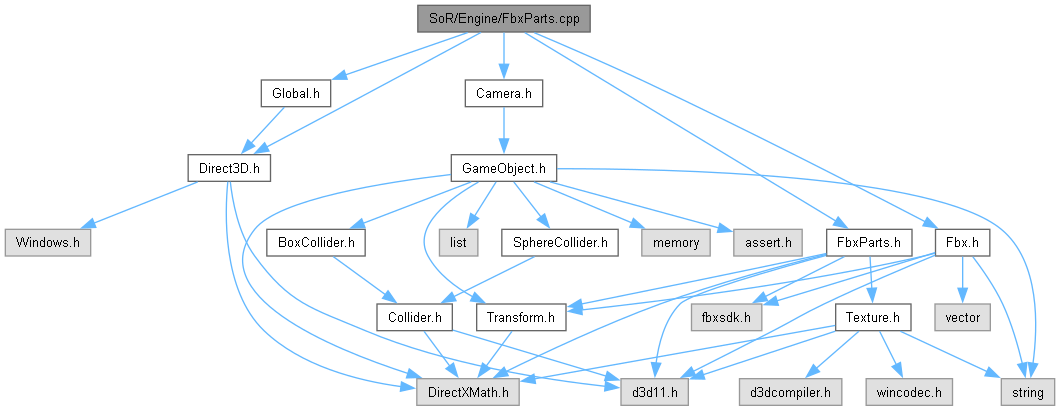 SoR/Engine/FbxParts.cpp
Global.h
Camera.h
Direct3D.h
GameObject.h
Windows.h
BoxCollider.h
list
SphereCollider.h
memory
assert.h
FbxParts.h
Fbx.h
Collider.h
Transform.h
fbxsdk.h
Texture.h
vector
DirectXMath.h
d3d11.h
d3dcompiler.h
wincodec.h
string